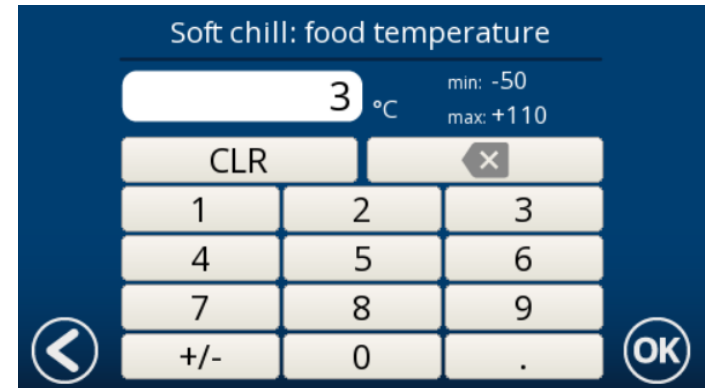 Soft chill: food temperature
3 °C
min: -50
max: +110
CLR
1 2 3
4 5 6
7 8 9
+/- 0 .
OK